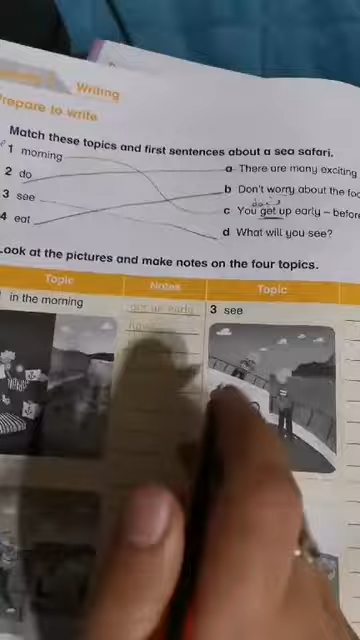 Writing
Prepare to write
Match these topics and first sentences about a sea safari.
1 morning
2 do
3 see
4 eat
a There are many exciting
b Don't worry about the foo
c You get up early – before
d What will you see?
Look at the pictures and make notes on the four topics.
Topic Notes Topic
in the morning
get up early
3 see